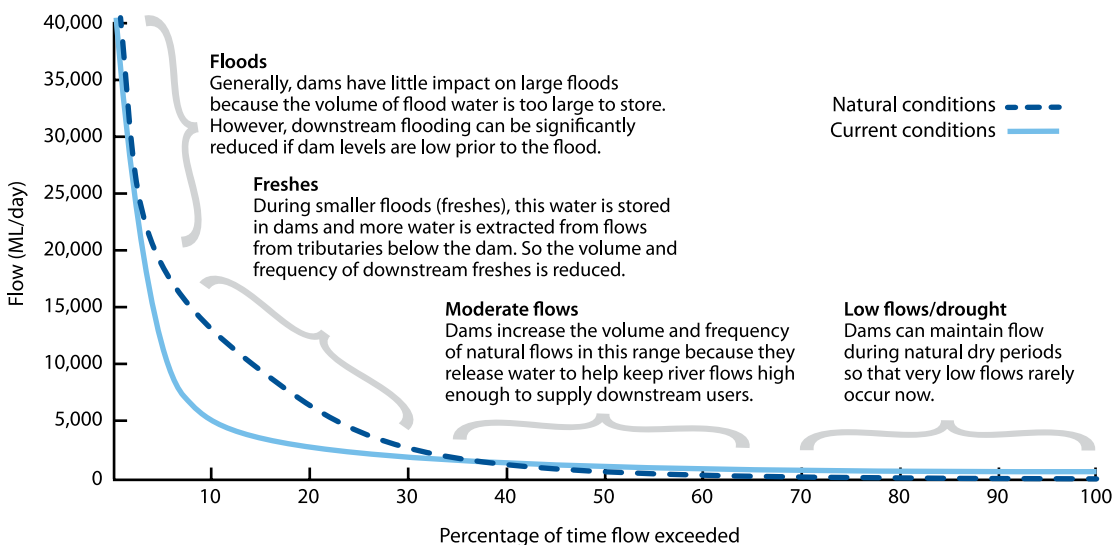 40,000
35,000
30,000
25,000
20,000
15,000
10,000
5,000
0
Flow (ML/day)
Floods
Generally, dams have little impact on large floods
because the volume of flood water is too large to store.
However, downstream flooding can be significantly
reduced if dam levels are low prior to the flood.
Natural conditions
Current conditions
Freshes
During smaller floods (freshes), this water is stored
in dams and more water is extracted from flows
from tributaries below the dam. So the volume and
frequency of downstream freshes is reduced.
Moderate flows
Dams increase the volume and frequency
of natural flows in this range because they
release water to help keep river flows high
enough to supply downstream users.
Low flows/drought
Dams can maintain flow
during natural dry periods
so that very low flows rarely
occur now.
10 20 30 40 50 60 70 80 90 100
Percentage of time flow exceeded